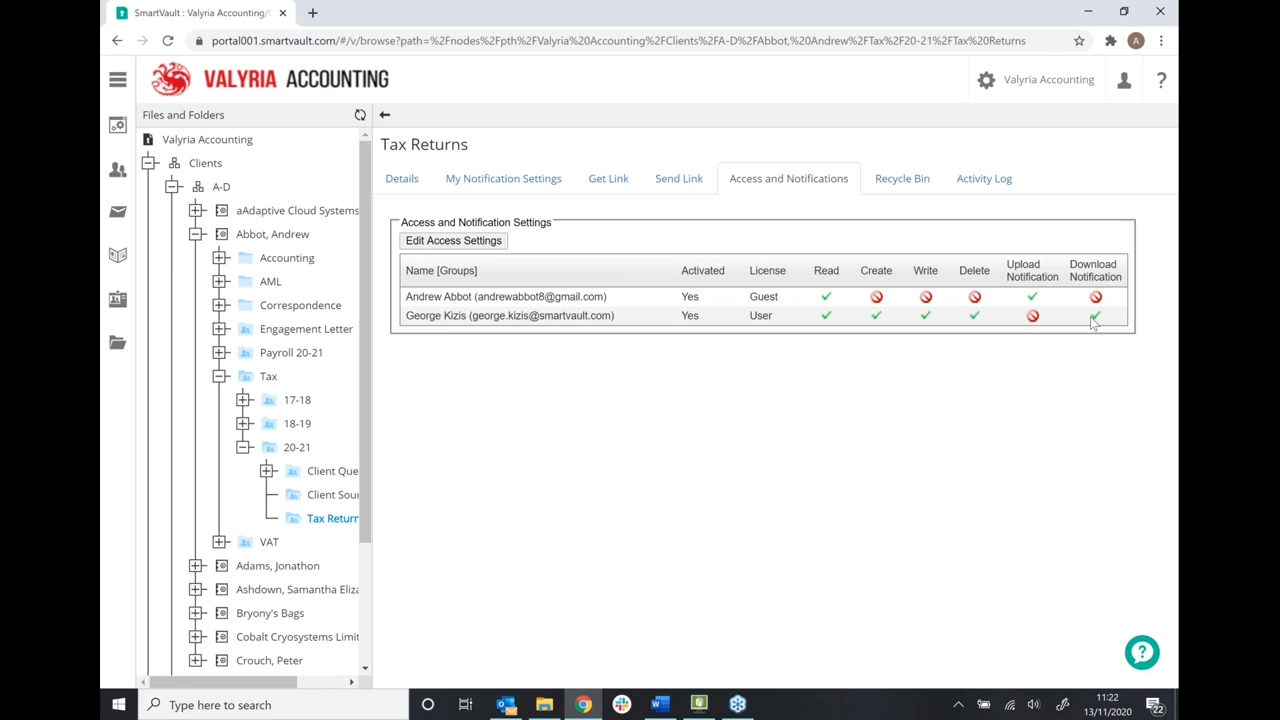 SmartVault : Valyria Accounting/C
portal001.smartvault.com/#/v/browse?path=%2Fnodes%2Fpth%2FValyria%20Accounting%2FClients%2FA-D%2FAbbot,%20Andrew%2FTax%2F20-21%2FTax%20Returns
A
VALYRIA ACCOUNTING
Valyria Accounting
?
Files and Folders
Valyria Accounting
Clients
A-D
aAdaptive Cloud Systems
Abbot, Andrew
Accounting
AML
Correspondence
Engagement Letter
Payroll 20-21
Tax
17-18
18-19
20-21
Client Que
Client Sour
Tax Return
VAT
Adams, Jonathon
Ashdown, Samantha Eliza
Bryony's Bags
Cobalt Cryosystems Limit
Crouch, Peter
Tax Returns
Details My Notification Settings Get Link Send Link Access and Notifications Recycle Bin Activity Log
Access and Notification Settings
Edit Access Settings
Name [Groups] Activated License Read Create Write Delete Upload Notification Download Notification
Andrew Abbot (andrewabbot8@gmail.com) Yes Guest
George Kizis (george.kizis@smartvault.com) Yes User
?
Type here to search
11:22
13/11/2020
22